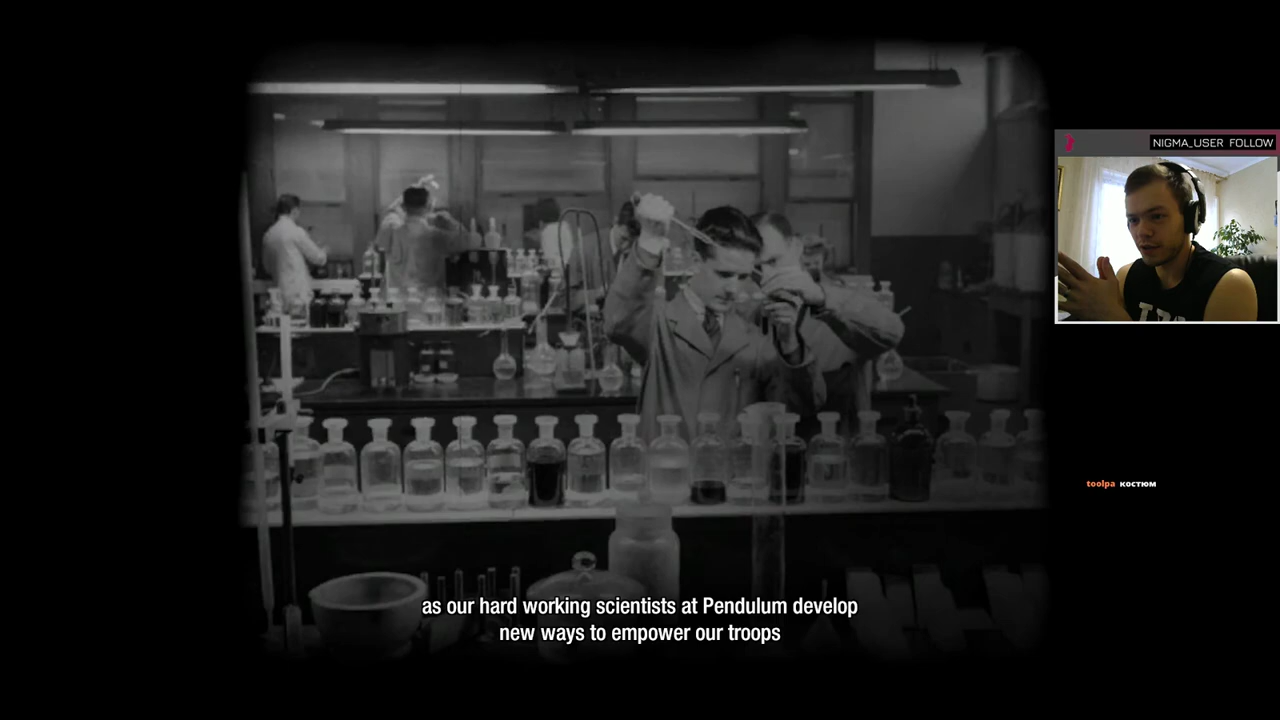 NIGMA_USER FOLLOW
toolpa костюм
as our hard working scientists at Pendulum develop
new ways to empower our troops